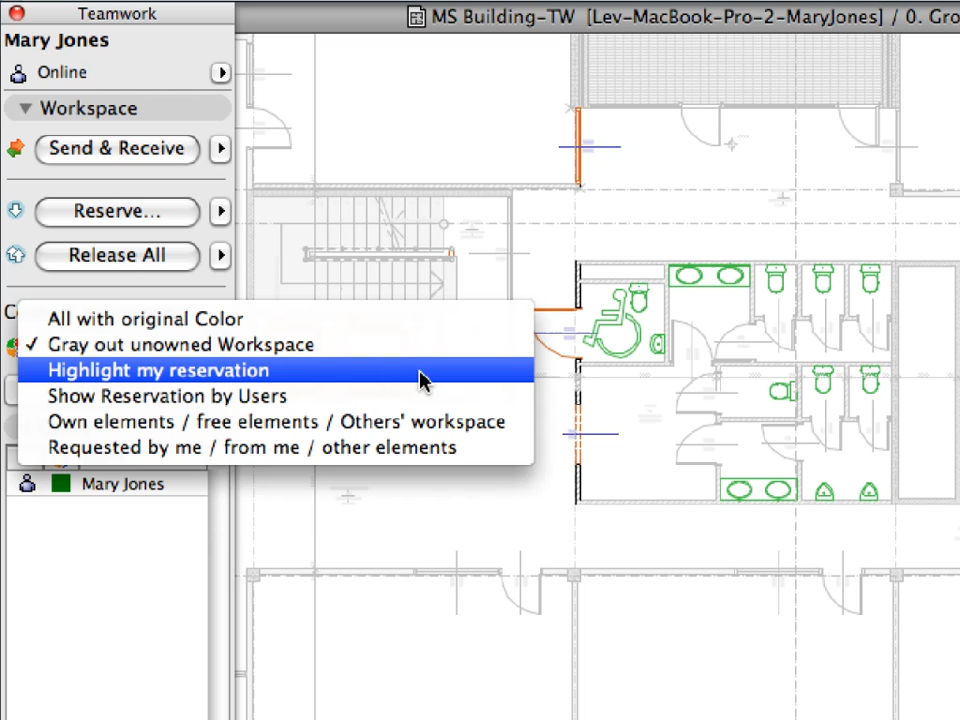 Teamwork
MS Building-TW [Lev-MacBook-Pro-2-MaryJones] / 0. Gro
Mary Jones
Online
Workspace
Send & Receive
Reserve...
Release All
All with original Color
✓ Gray out unowned Workspace
Highlight my reservation
Show Reservation by Users
Own elements / free elements / Others' workspace
Requested by me / from me / other elements
Mary Jones